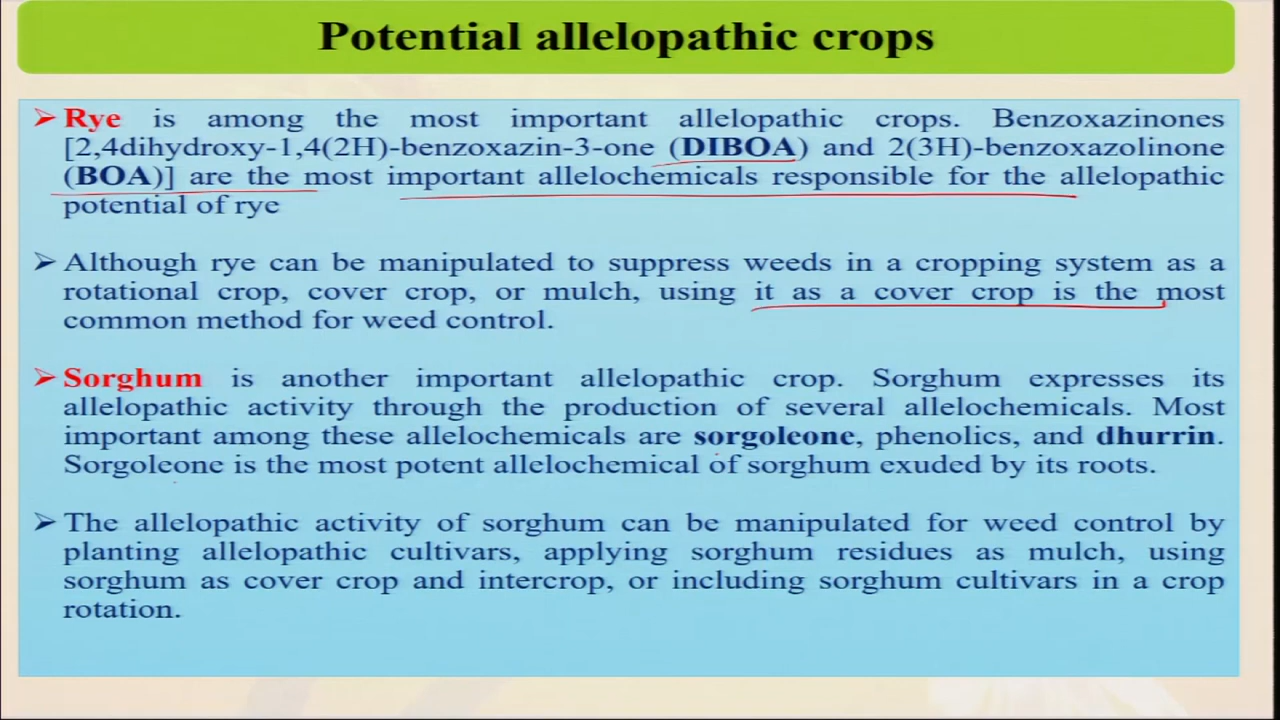 Potential allelopathic crops
➢ Rye is among the most important allelopathic crops. Benzoxazinones
[2,4dihydroxy-1,4(2H)-benzoxazin-3-one (DIBOA) and 2(3H)-benzoxazolinone
(BOA)] are the most important allelochemicals responsible for the allelopathic
potential of rye
➢ Although rye can be manipulated to suppress weeds in a cropping system as a
rotational crop, cover crop, or mulch, using it as a cover crop is the most
common method for weed control.
➢ Sorghum is another important allelopathic crop. Sorghum expresses its
allelopathic activity through the production of several allelochemicals. Most
important among these allelochemicals are sorgoleone, phenolics, and dhurrin.
Sorgoleone is the most potent allelochemical of sorghum exuded by its roots.
➢ The allelopathic activity of sorghum can be manipulated for weed control by
planting allelopathic cultivars, applying sorghum residues as mulch, using
sorghum as cover crop and intercrop, or including sorghum cultivars in a crop
rotation.